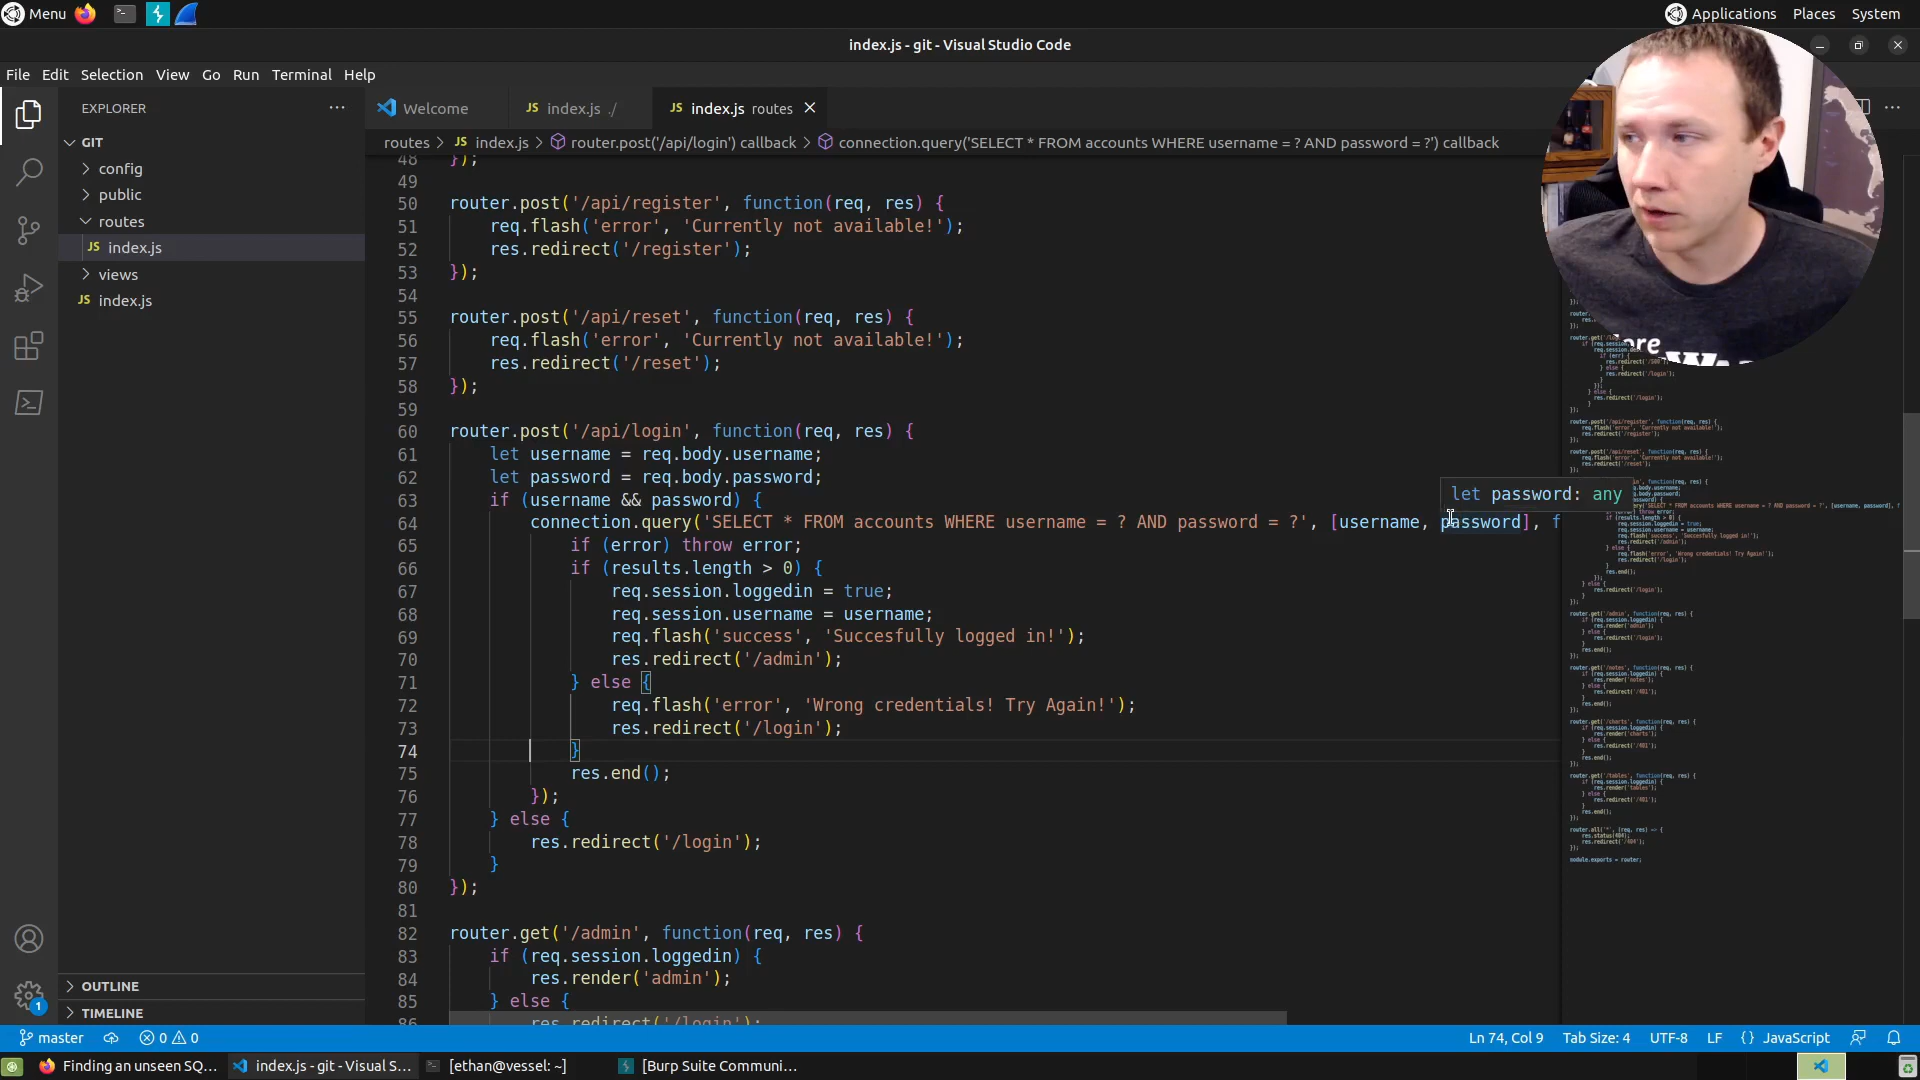 Menu
Applications Places System
index.js - git - Visual Studio Code
File Edit Selection View Go Run Terminal Help
EXPLORER
Welcome
JS index.js ./
JS index.js routes
GIT
routes > JS index.js > router.post('/api/login') callback > connection.query('SELECT * FROM accounts WHERE username = ? AND password = ?') callback
config
public
routes
JS index.js
views
JS index.js
48 });
49
50 router.post('/api/register', function(req, res) {
51 req.flash('error', 'Currently not available!');
52 res.redirect('/register');
53 });
54
55 router.post('/api/reset', function(req, res) {
56 req.flash('error', 'Currently not available!');
57 res.redirect('/reset');
58 });
59
60 router.post('/api/login', function(req, res) {
61 let username = req.body.username;
62 let password = req.body.password;
63 if (username && password) {
let password: any
64 connection.query('SELECT * FROM accounts WHERE username = ? AND password = ?', [username, password], f
65 if (error) throw error;
66 if (results.length > 0) {
67 req.session.loggedin = true;
68 req.session.username = username;
69 req.flash('success', 'Succesfully logged in!');
70 res.redirect('/admin');
71 } else {
72 req.flash('error', 'Wrong credentials! Try Again!');
73 res.redirect('/login');
74 }
75 res.end();
76 });
77 } else {
78 res.redirect('/login');
79 }
80 });
81
82 router.get('/admin', function(req, res) {
83 if (req.session.loggedin) {
84 res.render('admin');
85 } else {
86 res.redirect('/login');
OUTLINE
TIMELINE
1
master 0 0
Ln 74, Col 9 Tab Size: 4 UTF-8 LF {} JavaScript
Finding an unseen SQ...
index.js - git - Visual S...
[ethan@vessel: ~]
[Burp Suite Communi...